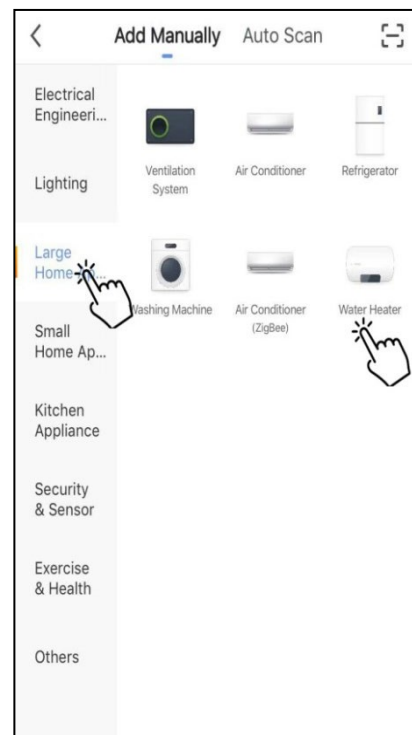 Add Manually Auto Scan
Electrical
Engineeri...
Lighting
Large
Home Ap...
Small
Home Ap...
Kitchen
Appliance
Security
& Sensor
Exercise
& Health
Others
Ventilation
System
Air Conditioner
Refrigerator
Washing Machine
Air Conditioner
(ZigBee)
Water Heater